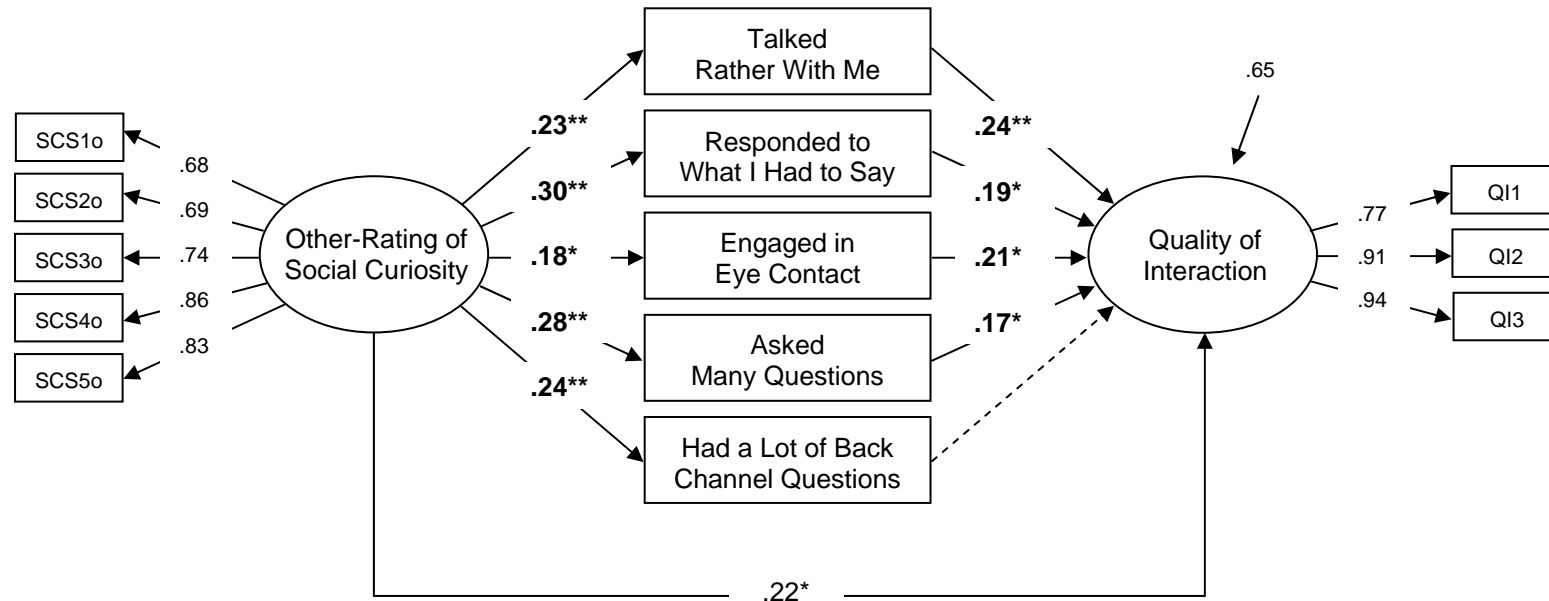 SCS1o
SCS2o
SCS3o
SCS4o
SCS5o
.68
.69
.74
.86
.83
Other-Rating of
Social Curiosity
.23**
.30**
.18*
.28**
.24**
Talked
Rather With Me
Responded to
What I Had to Say
Engaged in
Eye Contact
Asked
Many Questions
Had a Lot of Back
Channel Questions
.24**
.19*
.21*
.17*
.65
Quality of
Interaction
.77
.91
.94
QI1
QI2
QI3
.22*